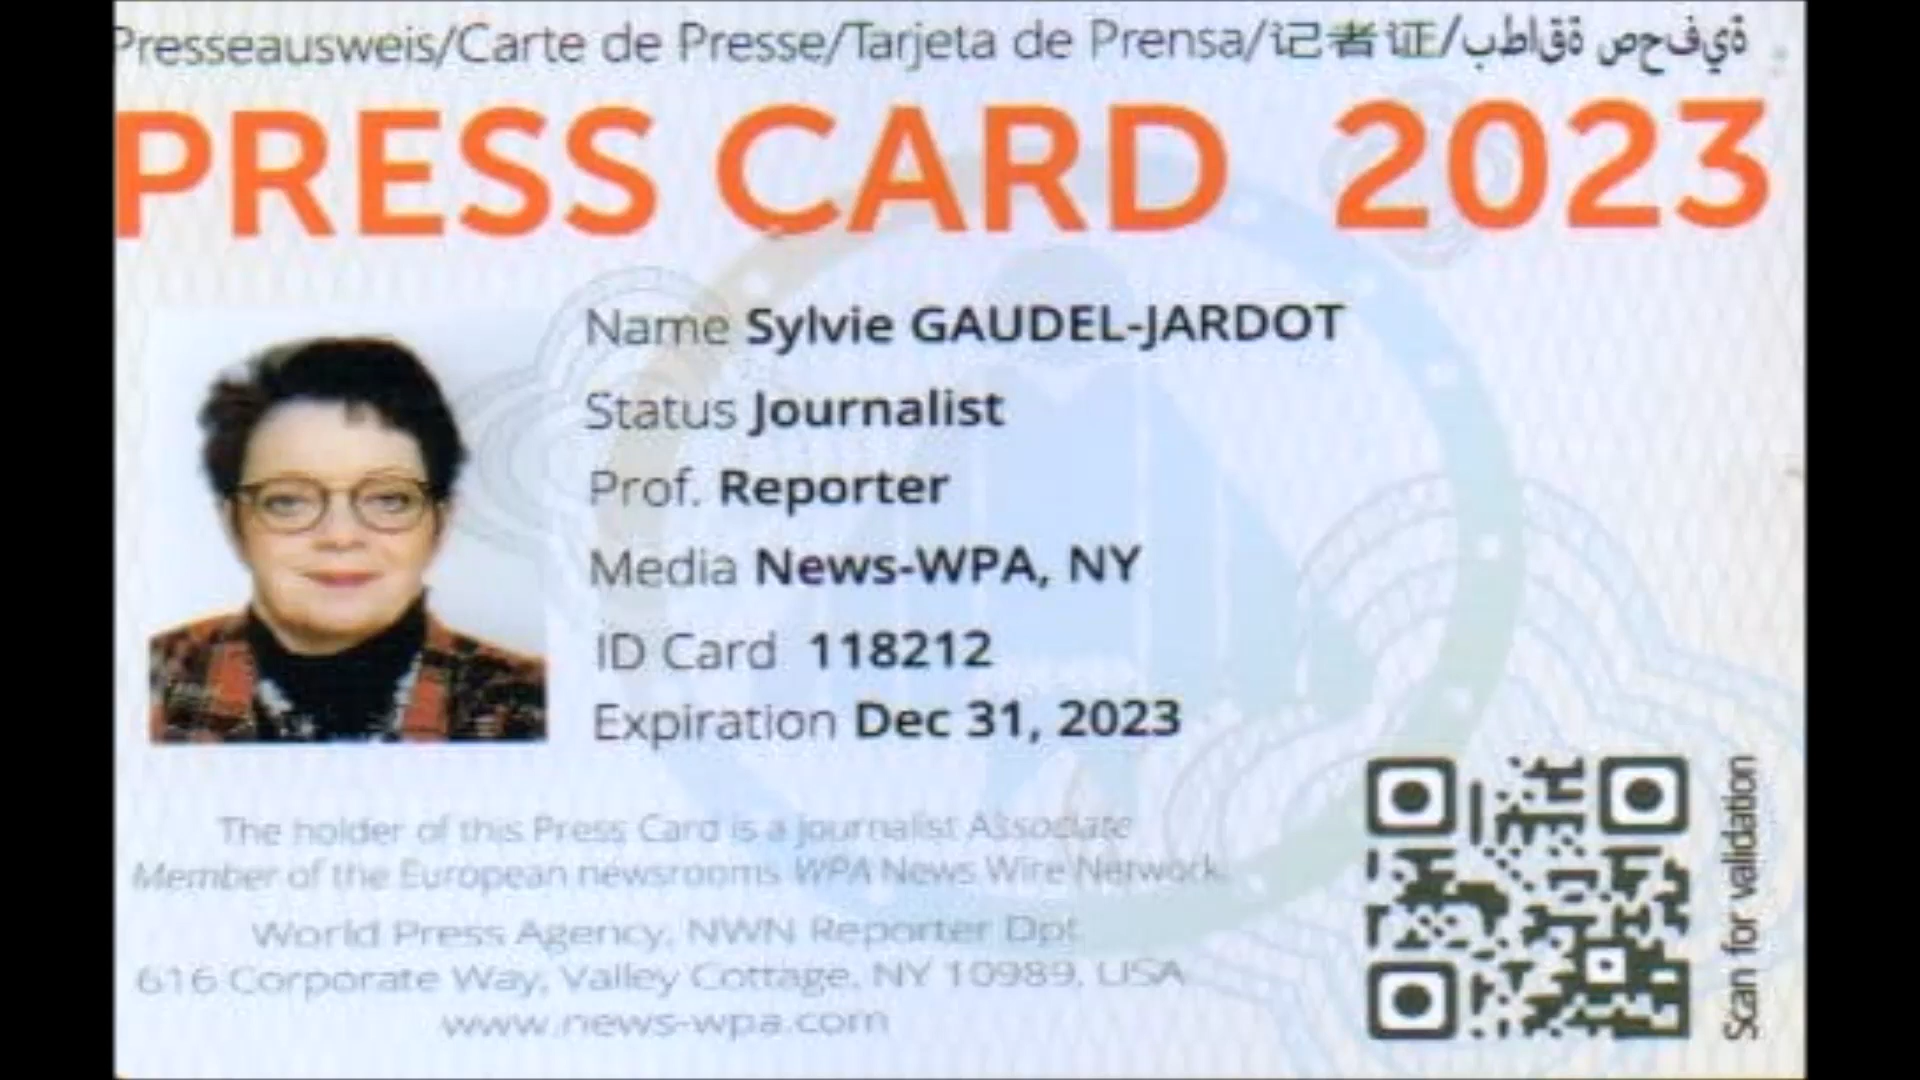 Presseausweis/Carte de Presse/Tarjeta de Prensa/记者证/ب‌ط‌ا‌ق‌ة ص‌ح‌ف‌ي‌ة
PRESS CARD 2023
Name Sylvie GAUDEL-JARDOT
Status Journalist
Prof. Reporter
Media News-WPA, NY
ID Card 118212
Expiration Dec 31, 2023
The holder of this Press Card is a Journalist Associate
Member of the European newsrooms WPA News Wire Network.
World Press Agency, NWN Reporter Dpt.
616 Corporate Way, Valley Cottage, NY 10989, USA
www.news-wpa.com
Scan for validation